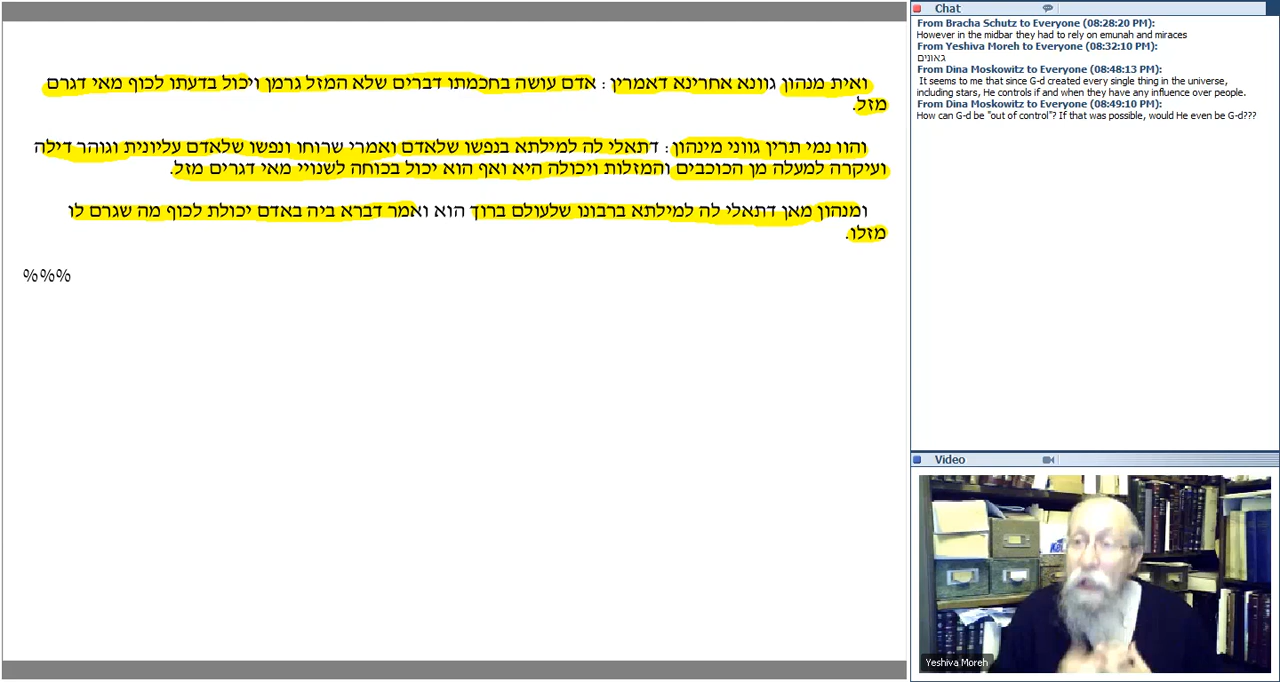 ואית מנהון גוונא אחרינא דאמרין : אדם עושה בחכמתו דברים שלא המזל גרמן ויכול בדעתו לכוף מאי דגרם
מזל.
והוו נמי תרין גווני מינהון : דתאלי לה למילתא בנפשו שלאדם ואמרי שרוחו ונפשו שלאדם עליונית וגוהר דילה
ועיקרה למעלה מן הכוכבים והמזלות ויכולה היא ואף הוא יכול בכוחה לשנויי מאי דגרים מזל.
ומנהון מאן דתאלי לה למילתא ברבונו שלעולם ברוך הוא ואמר דברא ביה באדם יכולת לכוף מה שגרם לו
מזלו.
%%%
Chat
From Bracha Schutz to Everyone (08:28:20 PM):
However in the midbar they had to rely on emunah and miraces
From Yeshiva Moreh to Everyone (08:32:10 PM):
גאונים
From Dina Moskowitz to Everyone (08:48:13 PM):
It seems to me that since G-d created every single thing in the universe,
including stars, He controls if and when they have any influence over people.
From Dina Moskowitz to Everyone (08:49:10 PM):
How can G-d be "out of control"? If that was possible, would He even be G-d???
Video
Yeshiva Moreh